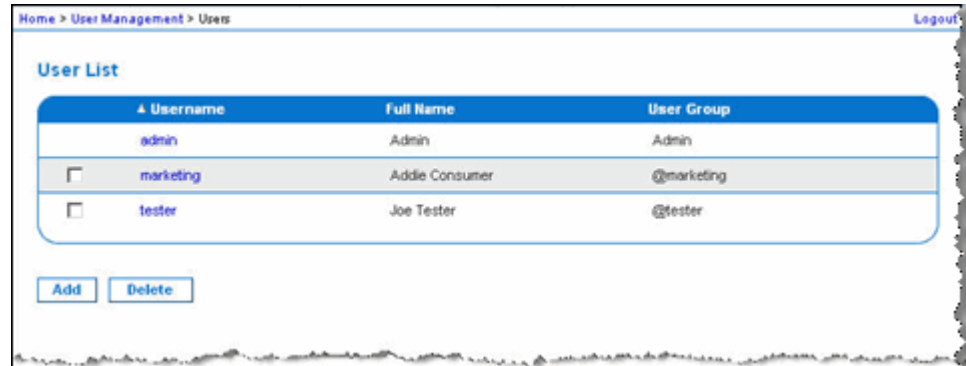 Home > User Management > Users Logout
User List
▲ Username Full Name User Group
admin Admin Admin
marketing Addie Consumer @marketing
tester Joe Tester @tester
Add Delete